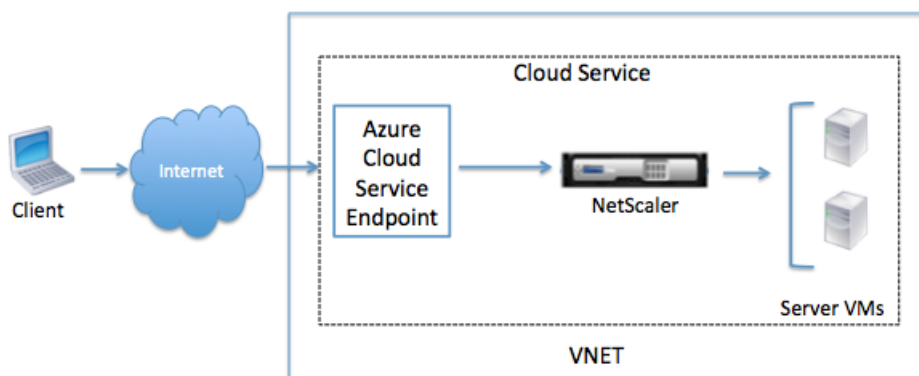 Cloud Service
Azure
Cloud
Service
Endpoint
Internet
Client
NetScaler
Server VMs
VNET